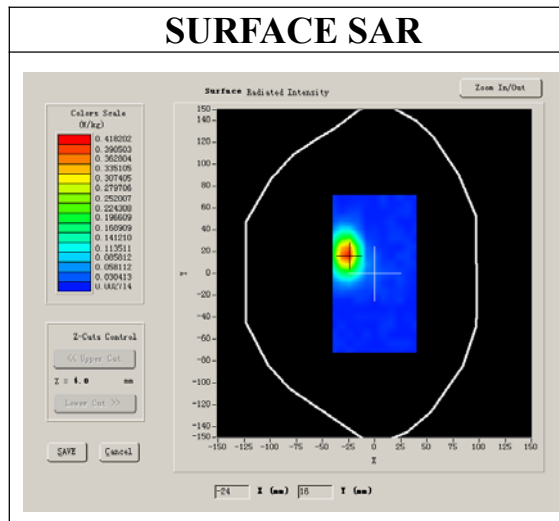 SURFACE SAR
Surface Radiated Intensity
Zoom In/Out
Colors Scale
(W/kg)
0.418202
0.390503
0.362804
0.335105
0.307405
0.279706
0.252007
0.224308
0.196609
0.168909
0.141210
0.113511
0.085812
0.058112
0.030413
0.002714
150
140
120
100
80
60
40
20
0
-20
-40
-60
-80
-100
-120
-140
-150
Y
-150 -125 -100 -75 -50 -25 0 25 50 75 100 125 150
X
Z-Cuts Control
<< Upper Cut
Z = 4.0 mm
Lower Cut >>
SAVE Cancel
-24 X (mm) 16 Y (mm)